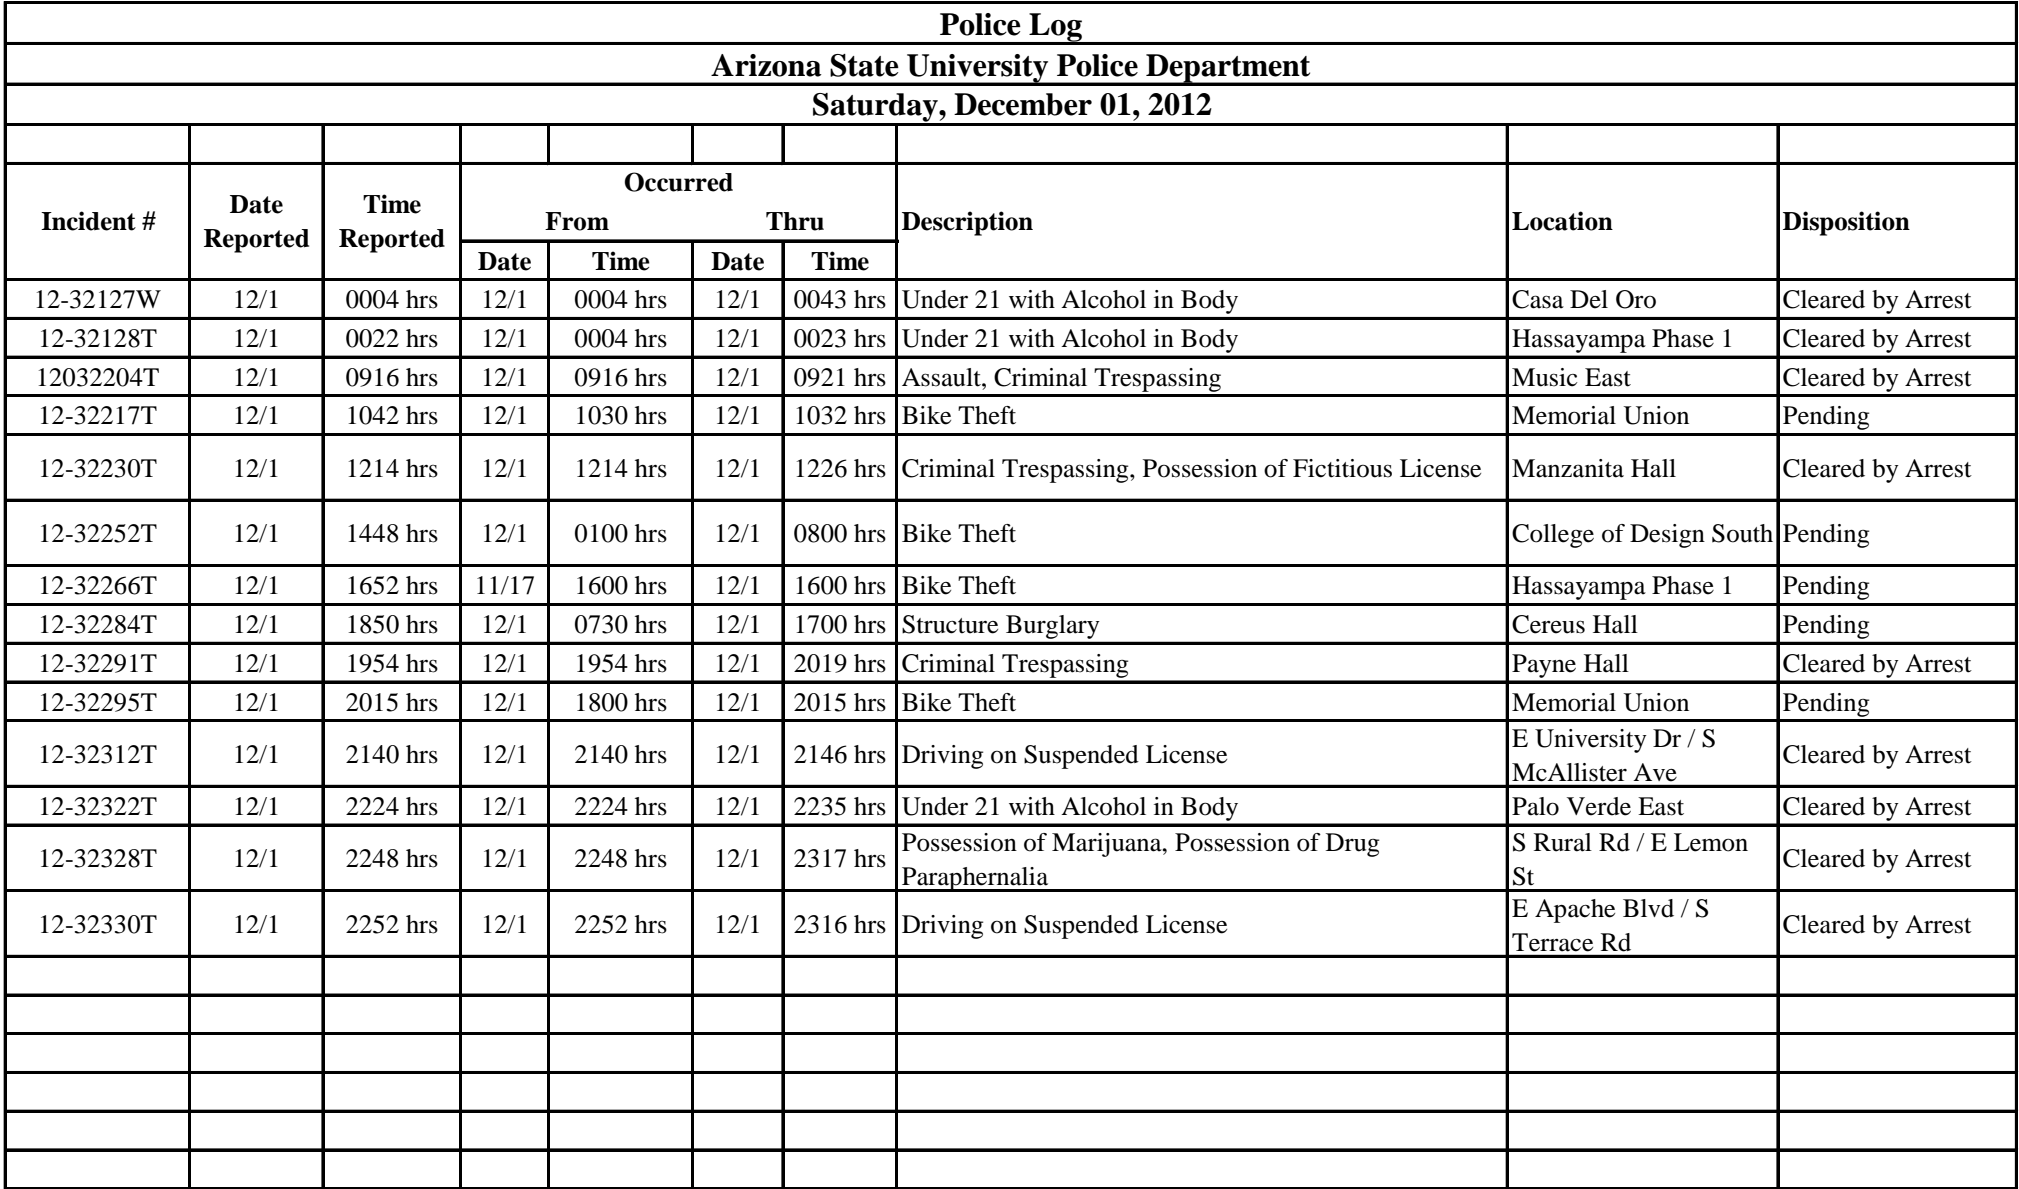 Police Log
Arizona State University Police Department
Saturday, December 01, 2012
Incident # Date Reported Time Reported Occurred Description Location Disposition
From Thru
Date Time Date Time
12-32127W 12/1 0004 hrs 12/1 0004 hrs 12/1 0043 hrs Under 21 with Alcohol in Body Casa Del Oro Cleared by Arrest
12-32128T 12/1 0022 hrs 12/1 0004 hrs 12/1 0023 hrs Under 21 with Alcohol in Body Hassayampa Phase 1 Cleared by Arrest
12032204T 12/1 0916 hrs 12/1 0916 hrs 12/1 0921 hrs Assault, Criminal Trespassing Music East Cleared by Arrest
12-32217T 12/1 1042 hrs 12/1 1030 hrs 12/1 1032 hrs Bike Theft Memorial Union Pending
12-32230T 12/1 1214 hrs 12/1 1214 hrs 12/1 1226 hrs Criminal Trespassing, Possession of Fictitious License Manzanita Hall Cleared by Arrest
12-32252T 12/1 1448 hrs 12/1 0100 hrs 12/1 0800 hrs Bike Theft College of Design South Pending
12-32266T 12/1 1652 hrs 11/17 1600 hrs 12/1 1600 hrs Bike Theft Hassayampa Phase 1 Pending
12-32284T 12/1 1850 hrs 12/1 0730 hrs 12/1 1700 hrs Structure Burglary Cereus Hall Pending
12-32291T 12/1 1954 hrs 12/1 1954 hrs 12/1 2019 hrs Criminal Trespassing Payne Hall Cleared by Arrest
12-32295T 12/1 2015 hrs 12/1 1800 hrs 12/1 2015 hrs Bike Theft Memorial Union Pending
12-32312T 12/1 2140 hrs 12/1 2140 hrs 12/1 2146 hrs Driving on Suspended License E University Dr / S McAllister Ave Cleared by Arrest
12-32322T 12/1 2224 hrs 12/1 2224 hrs 12/1 2235 hrs Under 21 with Alcohol in Body Palo Verde East Cleared by Arrest
12-32328T 12/1 2248 hrs 12/1 2248 hrs 12/1 2317 hrs Possession of Marijuana, Possession of Drug Paraphernalia S Rural Rd / E Lemon St Cleared by Arrest
12-32330T 12/1 2252 hrs 12/1 2252 hrs 12/1 2316 hrs Driving on Suspended License E Apache Blvd / S Terrace Rd Cleared by Arrest